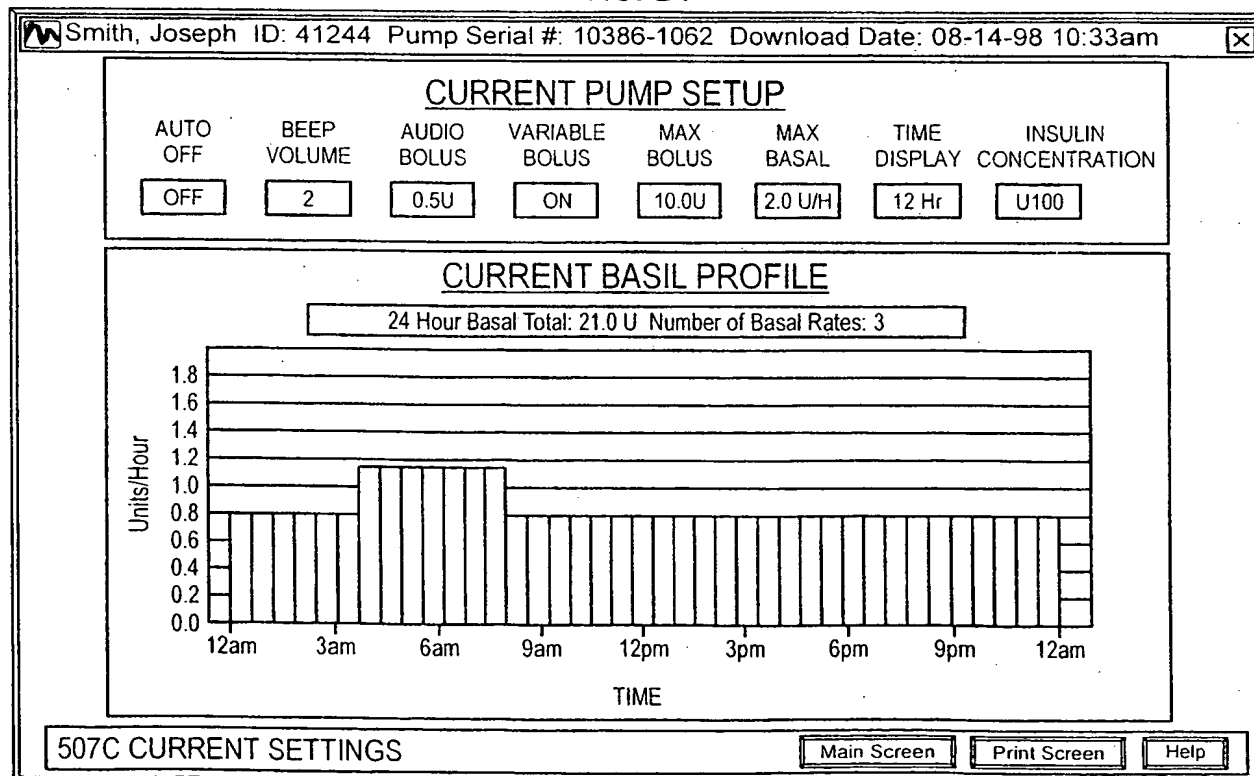 Smith, Joseph ID: 41244 Pump Serial #: 10386-1062 Download Date: 08-14-98 10:33am
CURRENT PUMP SETUP
AUTO OFF BEEP VOLUME AUDIO BOLUS VARIABLE BOLUS MAX BOLUS MAX BASAL TIME DISPLAY INSULIN CONCENTRATION
OFF 2 0.5U ON 10.0U 2.0 U/H 12 Hr U100
CURRENT BASIL PROFILE
24 Hour Basal Total: 21.0 U Number of Basal Rates: 3
Units/Hour
1.8
1.6
1.4
1.2
1.0
0.8
0.6
0.4
0.2
0.0
12am 3am 6am 9am 12pm 3pm 6pm 9pm 12am
TIME
507C CURRENT SETTINGS
Main Screen Print Screen Help